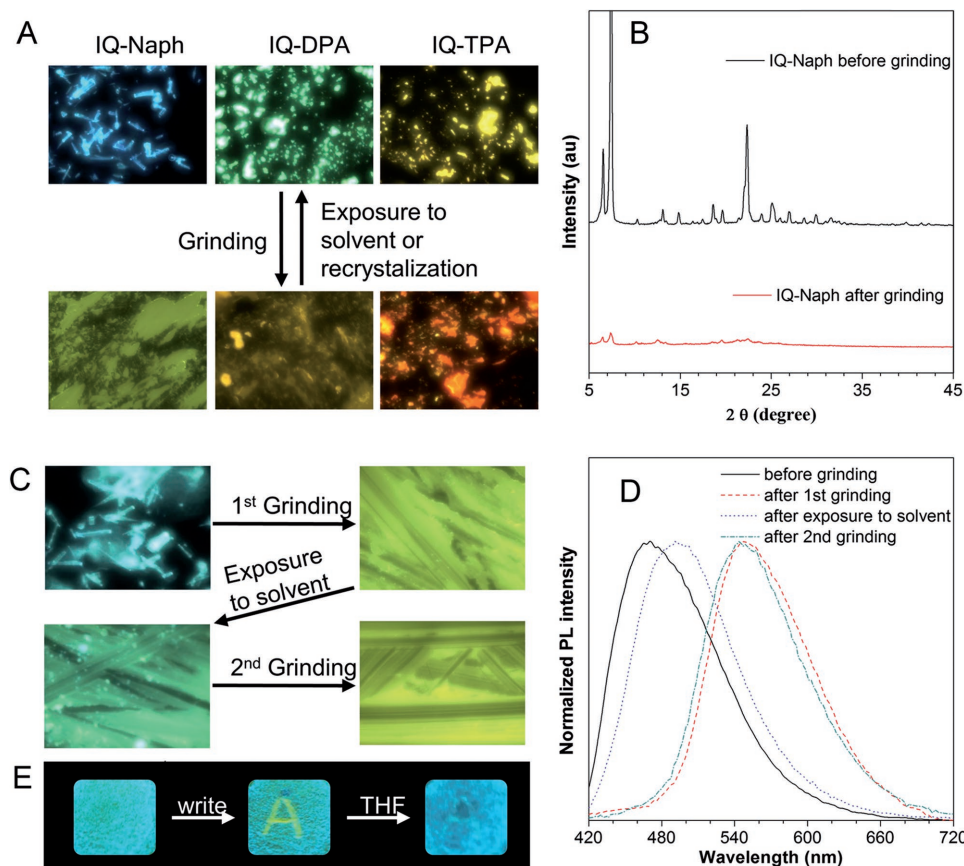 A
IQ-Naph IQ-DPA IQ-TPA
Grinding
Exposure to
solvent or
recrystalization
B
IQ-Naph before grinding
IQ-Naph after grinding
Intensity (au)
5 15 25 35 45
2 θ (degree)
C
1st Grinding
Exposure
to solvent
2nd Grinding
D
before grinding
after 1st grinding
after exposure to solvent
after 2nd grinding
Normalized PL intensity
420 480 540 600 660 720
Wavelength (nm)
E
write
A
THF